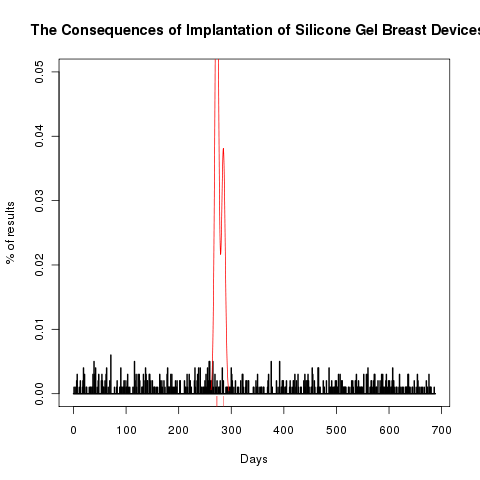 The Consequences of Implantation of Silicone Gel Breast Devices
0.05
0.04
0.03
0.02
0.01
0.00
% of results
0 100 200 300 400 500 600 700
Days